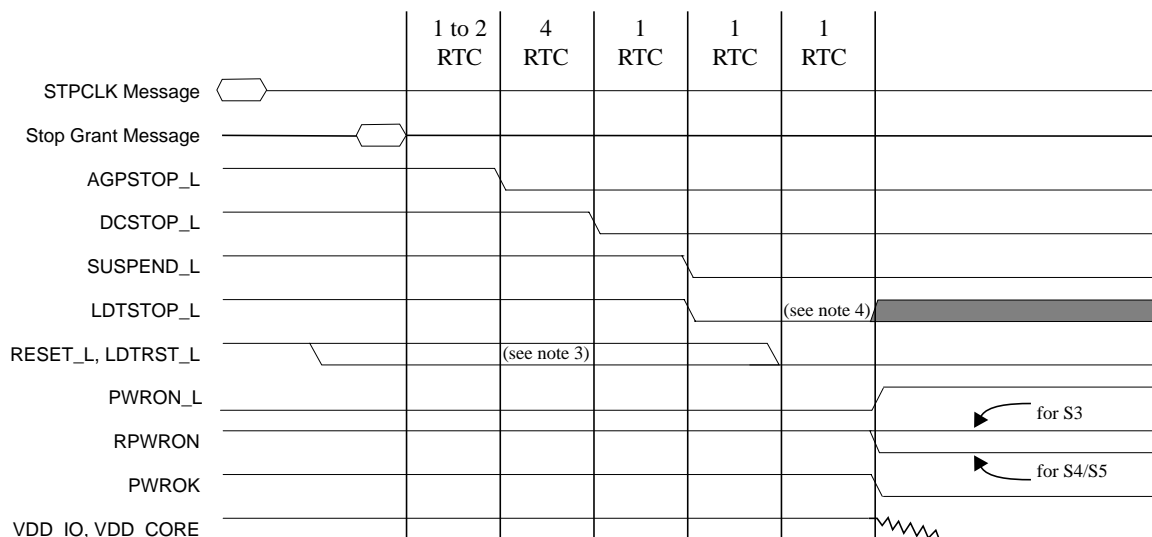 1 to 2 RTC
4 RTC
1 RTC
1 RTC
1 RTC
STPCLK Message
Stop Grant Message
AGPSTOP_L
DCSTOP_L
SUSPEND_L
LDTSTOP_L
(see note 4)
RESET_L, LDTRST_L
(see note 3)
PWRON_L
for S3
RPWRON
for S4/S5
PWROK
VDD_IO, VDD_CORE